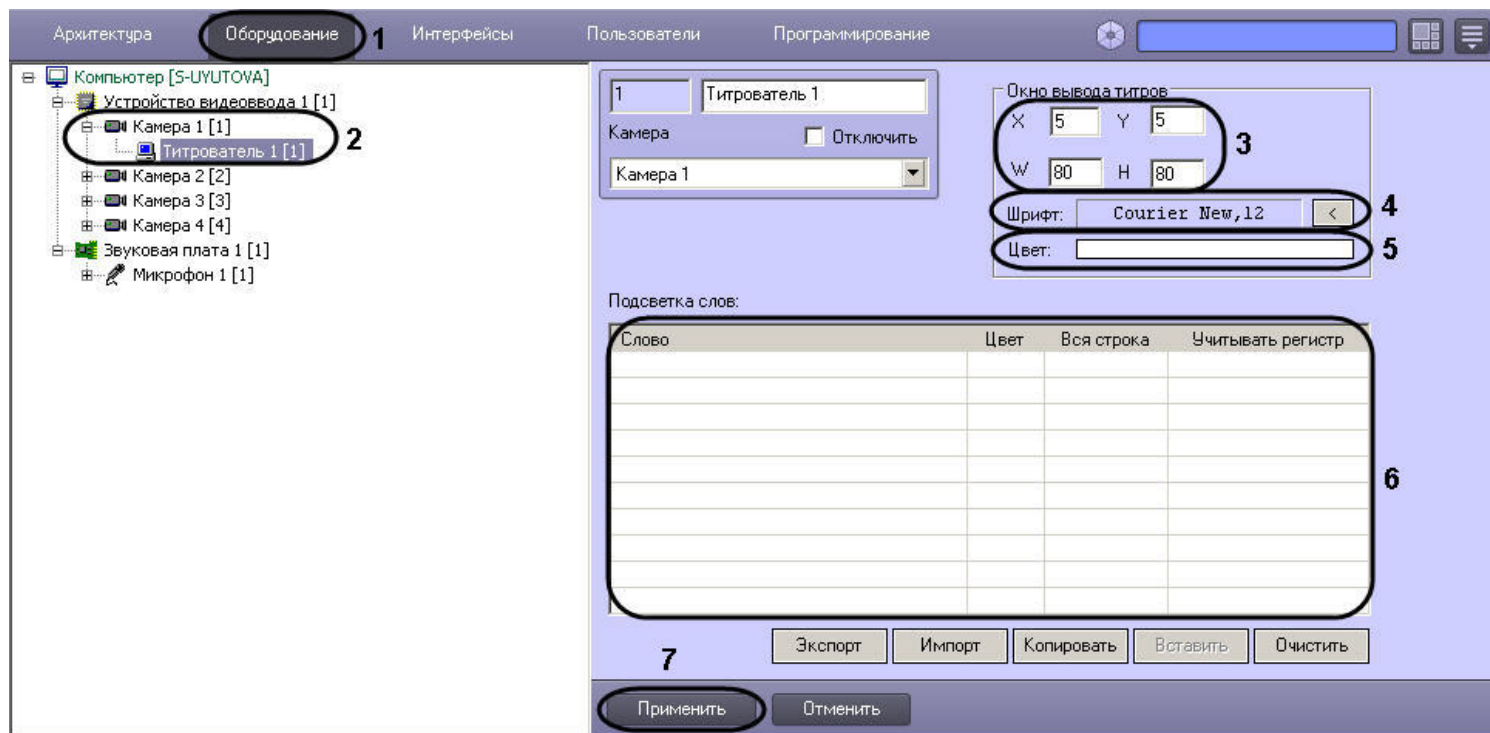 Архитектура Оборудование 1 Интерфейсы Пользователи Программирование
Компьютер [S-UYUTOVA]
Устройство видеоввода 1 [1]
Камера 1 [1]
Титрователь 1 [1]
2
Камера 2 [2]
Камера 3 [3]
Камера 4 [4]
Звуковая плата 1 [1]
Микрофон 1 [1]
1 Титрователь 1
Камера Отключить
Камера 1
Окно вывода титров
X 5 Y 5
3
W 80 H 80
Шрифт: Courier New,12 < 4
Цвет: 5
Подсветка слов:
Слово Цвет Вся строка Учитывать регистр
6
Экспорт Импорт Копировать Вставить Очистить
7
Применить Отменить